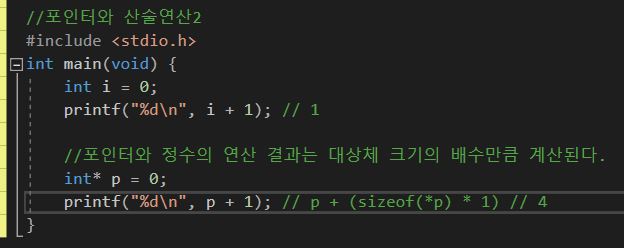 //포인터와 산술연산2
#include <stdio.h>
int main(void) {
int i = 0;
printf("%d\n", i + 1); // 1
//포인터와 정수의 연산 결과는 대상체 크기의 배수만큼 계산된다.
int* p = 0;
printf("%d\n", p + 1); // p + (sizeof(*p) * 1) // 4
}